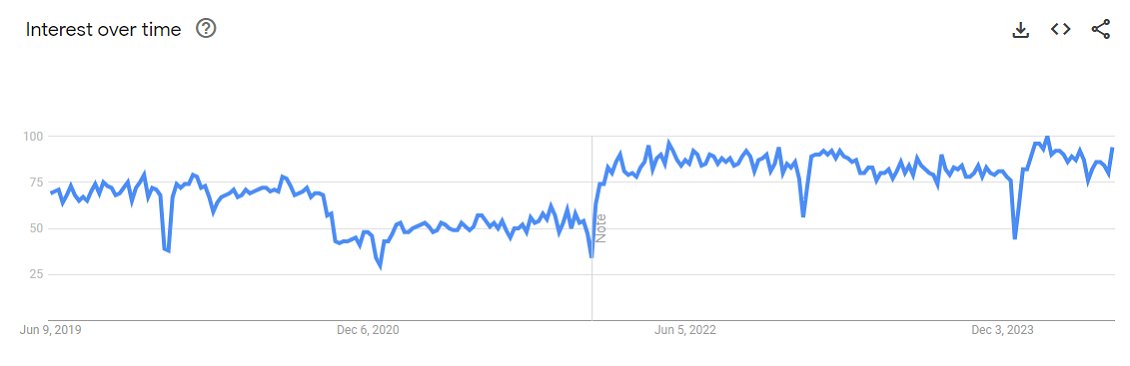 Interest over time
100
75
50
25
Note
Jun 9, 2019
Dec 6, 2020
Jun 5, 2022
Dec 3, 2023